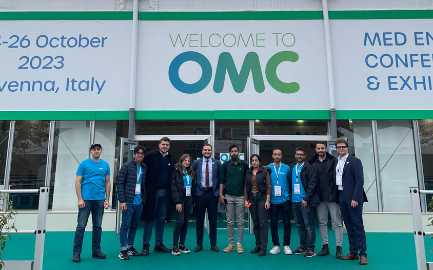 -26 October
2023
venna, Italy
WELCOME TO
OMC
MED EN
CONFE
& EXHI